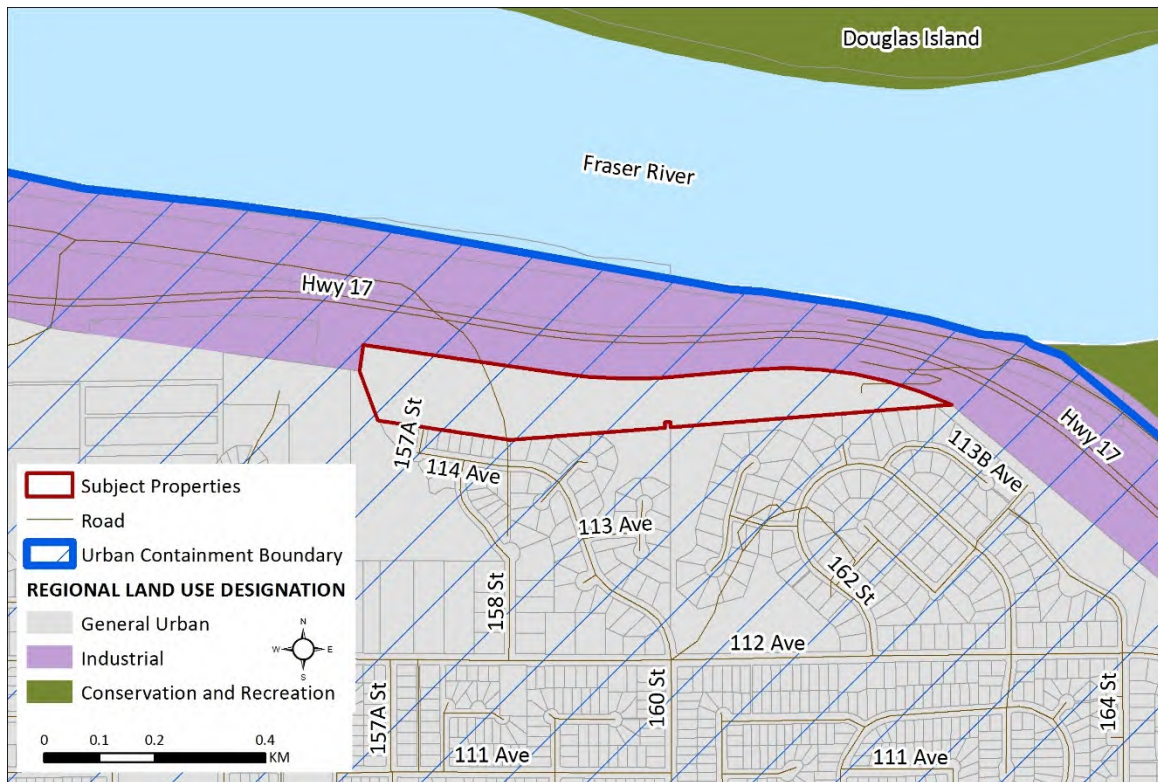 Douglas Island
Fraser River
Hwy 17
Hwy 17
157A St
114 Ave
113 Ave
113B Ave
158 St
162 St
112 Ave
160 St
164 St
157A St
111 Ave
111 Ave
Subject Properties
Road
Urban Containment Boundary
REGIONAL LAND USE DESIGNATION
General Urban
Industrial
Conservation and Recreation
N
W E
S
0 0.1 0.2 0.4
KM